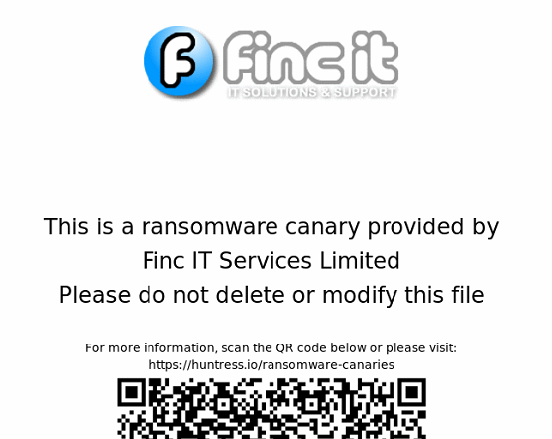 f finc it
IT SOLUTIONS & SUPPORT
This is a ransomware canary provided by
Finc IT Services Limited
Please do not delete or modify this file
For more information, scan the QR code below or please visit:
https://huntress.io/ransomware-canaries